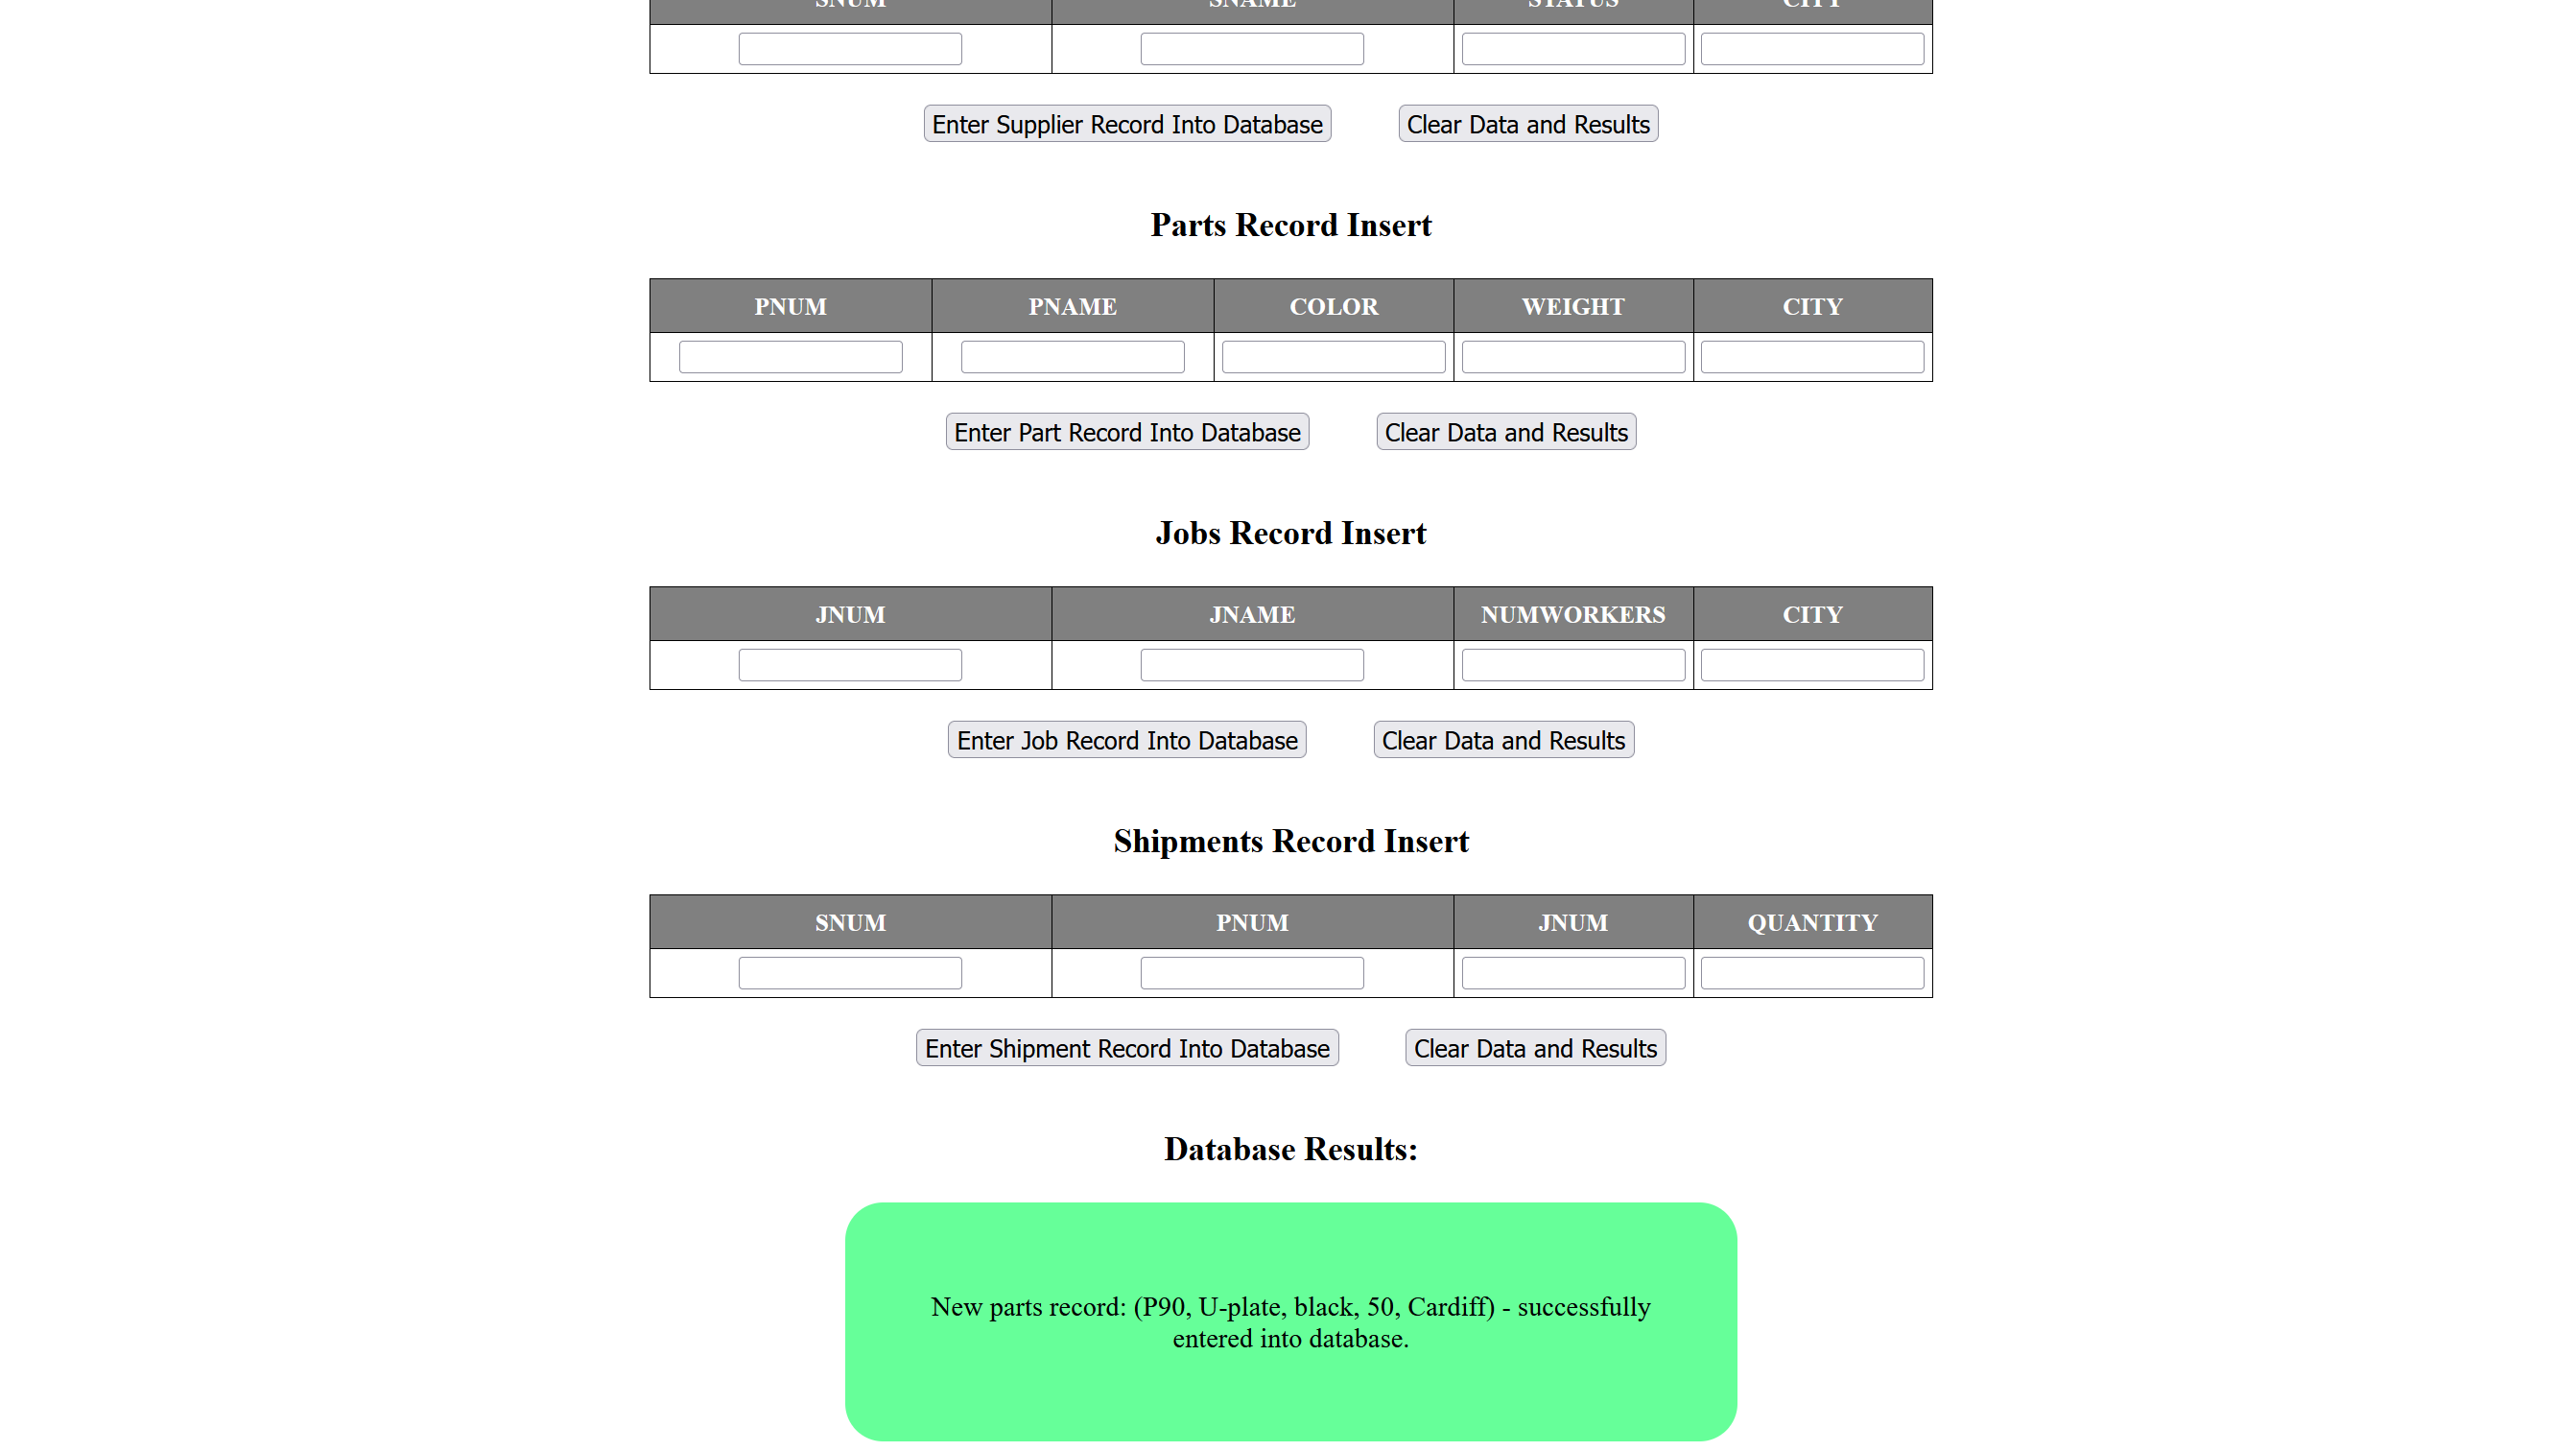 SNUM SNAME STATUS CITY
Enter Supplier Record Into Database Clear Data and Results
Parts Record Insert
PNUM PNAME COLOR WEIGHT CITY
Enter Part Record Into Database Clear Data and Results
Jobs Record Insert
JNUM JNAME NUMWORKERS CITY
Enter Job Record Into Database Clear Data and Results
Shipments Record Insert
SNUM PNUM JNUM QUANTITY
Enter Shipment Record Into Database Clear Data and Results
Database Results:
New parts record: (P90, U-plate, black, 50, Cardiff) - successfully
entered into database.